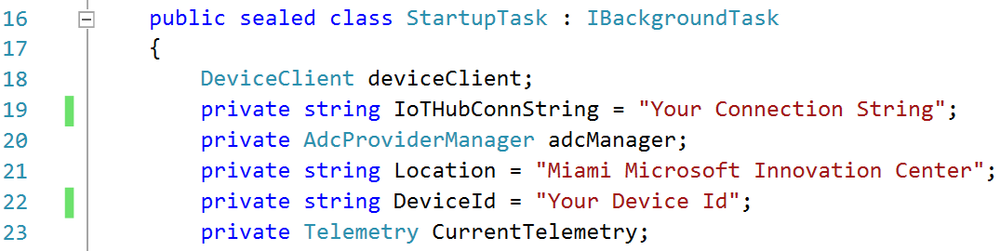 16 public sealed class StartupTask : IBackgroundTask
17 {
18 DeviceClient deviceClient;
19 private string IoTHubConnString = "Your Connection String";
20 private AdcProviderManager adcManager;
21 private string Location = "Miami Microsoft Innovation Center";
22 private string DeviceId = "Your Device Id";
23 private Telemetry CurrentTelemetry;